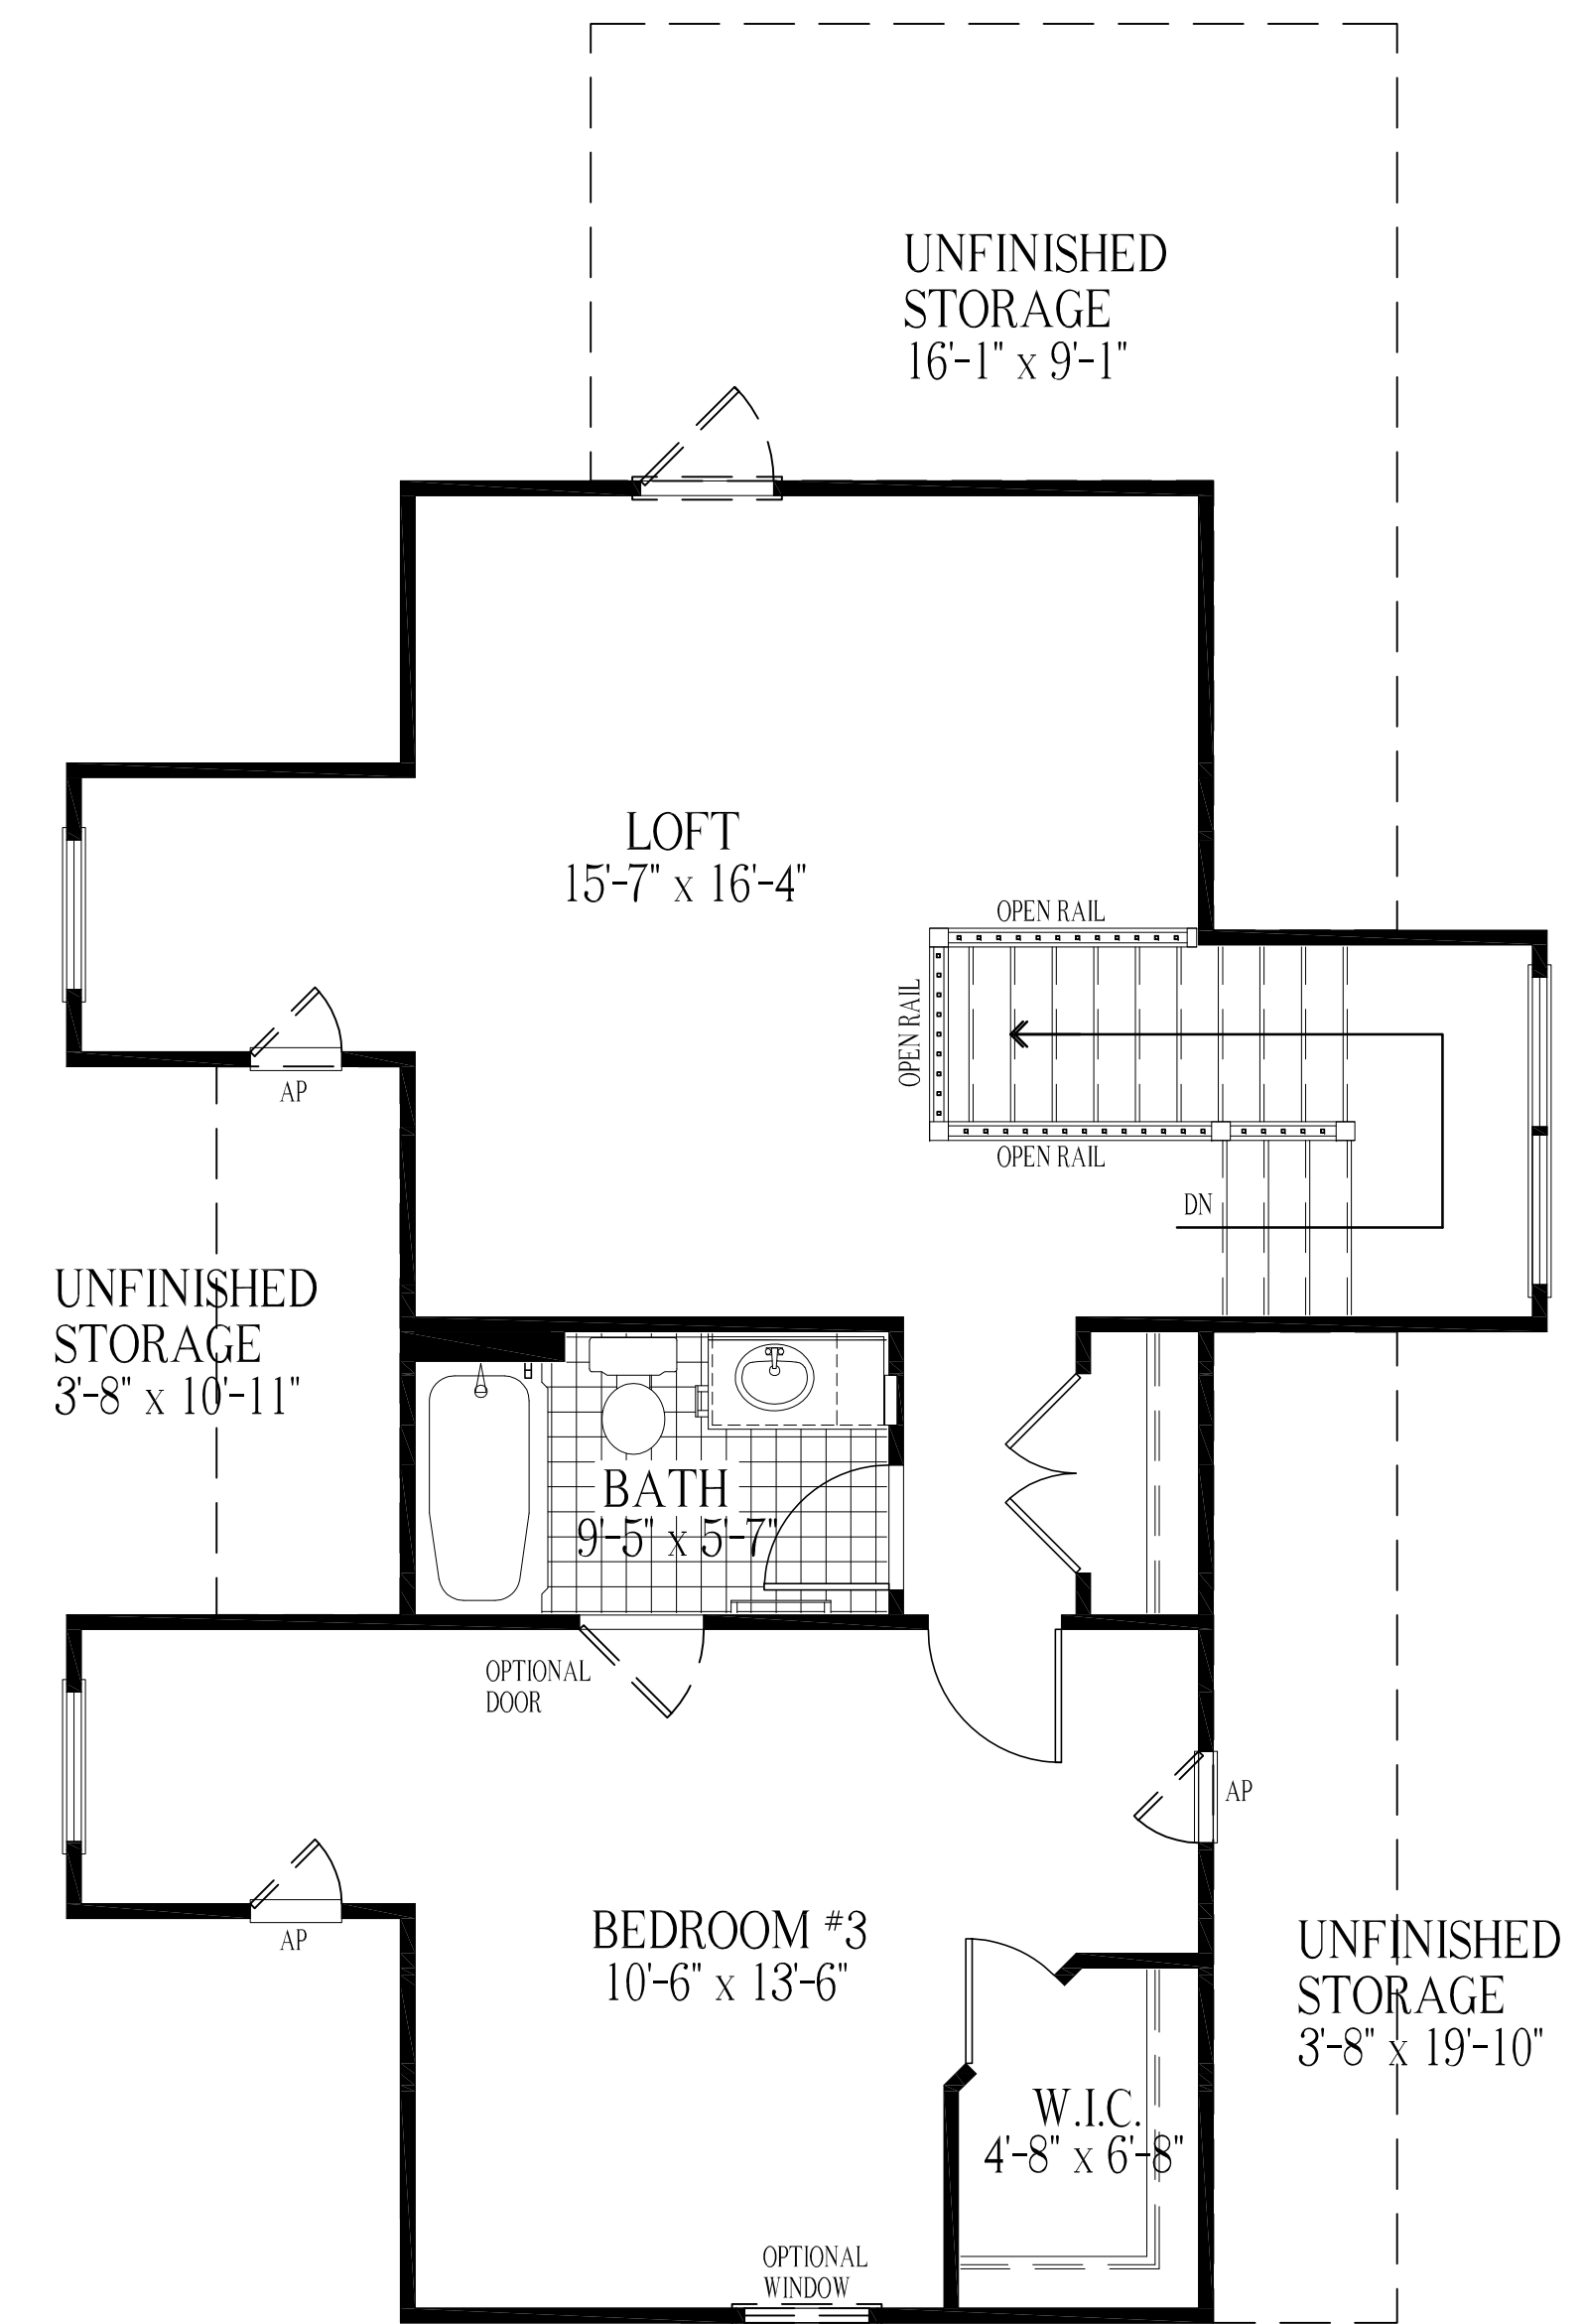 UNFINISHED
STORAGE
16'-1" x 9'-1"
LOFT
15'-7" x 16'-4"
OPEN RAIL
OPEN RAIL
OPEN RAIL
DN
AP
UNFINISHED
STORAGE
3'-8" x 10'-11"
BATH
9'-5" x 5'-7"
OPTIONAL
DOOR
AP
BEDROOM #3
10'-6" x 13'-6"
AP
UNFINISHED
STORAGE
3'-8" x 19'-10"
W.I.C.
4'-8" x 6'-8"
OPTIONAL
WINDOW